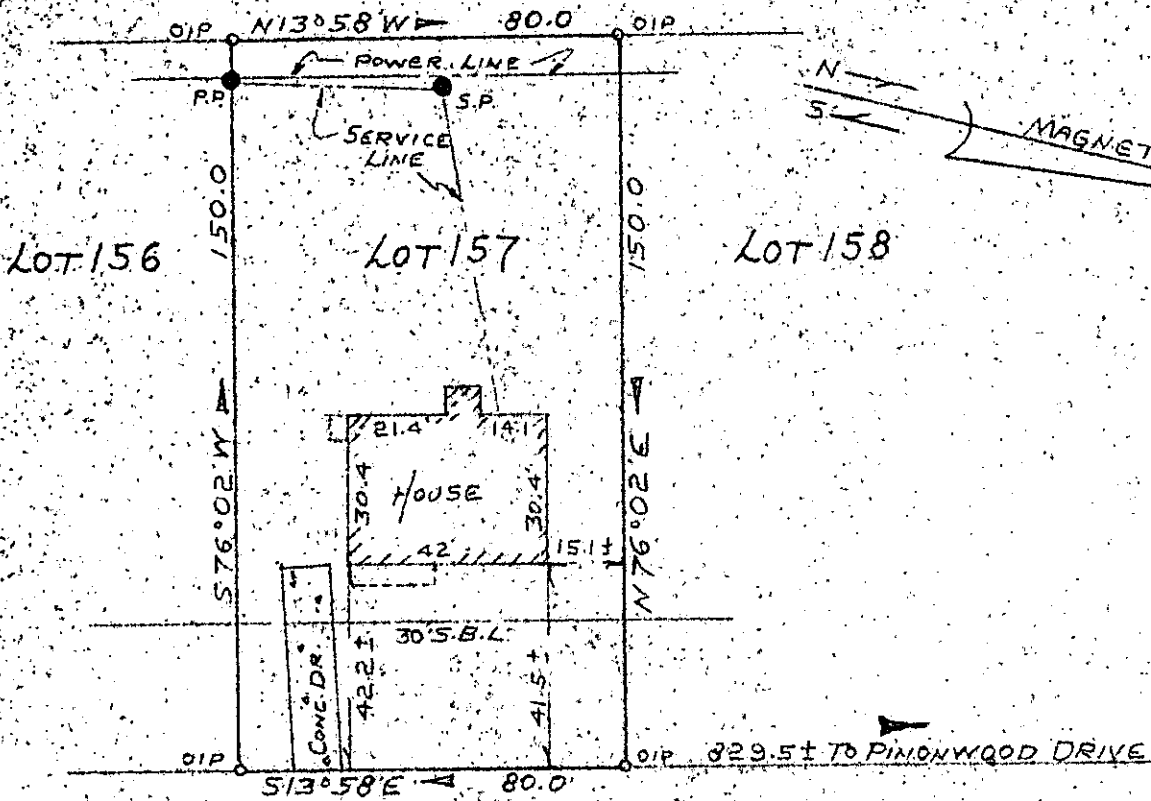 OIP N13°58'W 80.0' OIP
POWER LINE
P.P. S.P.
N
S
MAGNET
SERVICE
LINE
150.0
150.0
LOT 156
LOT 157
LOT 158
21.4 14.1
S76°02'W
30.4
HOUSE
30.4
N76°02'E
42 15.1±
30' S.B.L.
CONC. DR.
42.2±
41.5±
OIP S13°58'E 80.0' OIP 829.5± TO PINONWOOD DRIVE